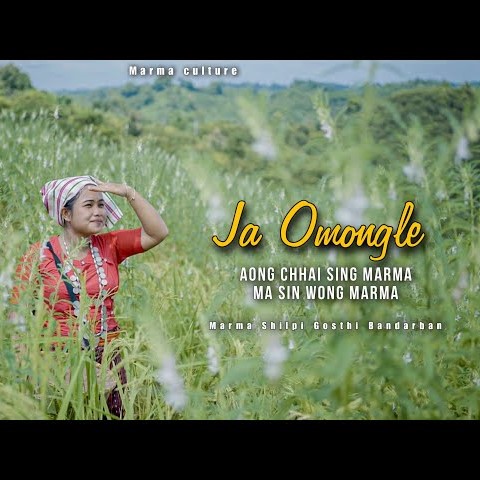 Marma culture
Ja Omongle
AONG CHHAI SING MARMA
MA SIN WONG MARMA
Marma Shilpi Gosthi Bandarban